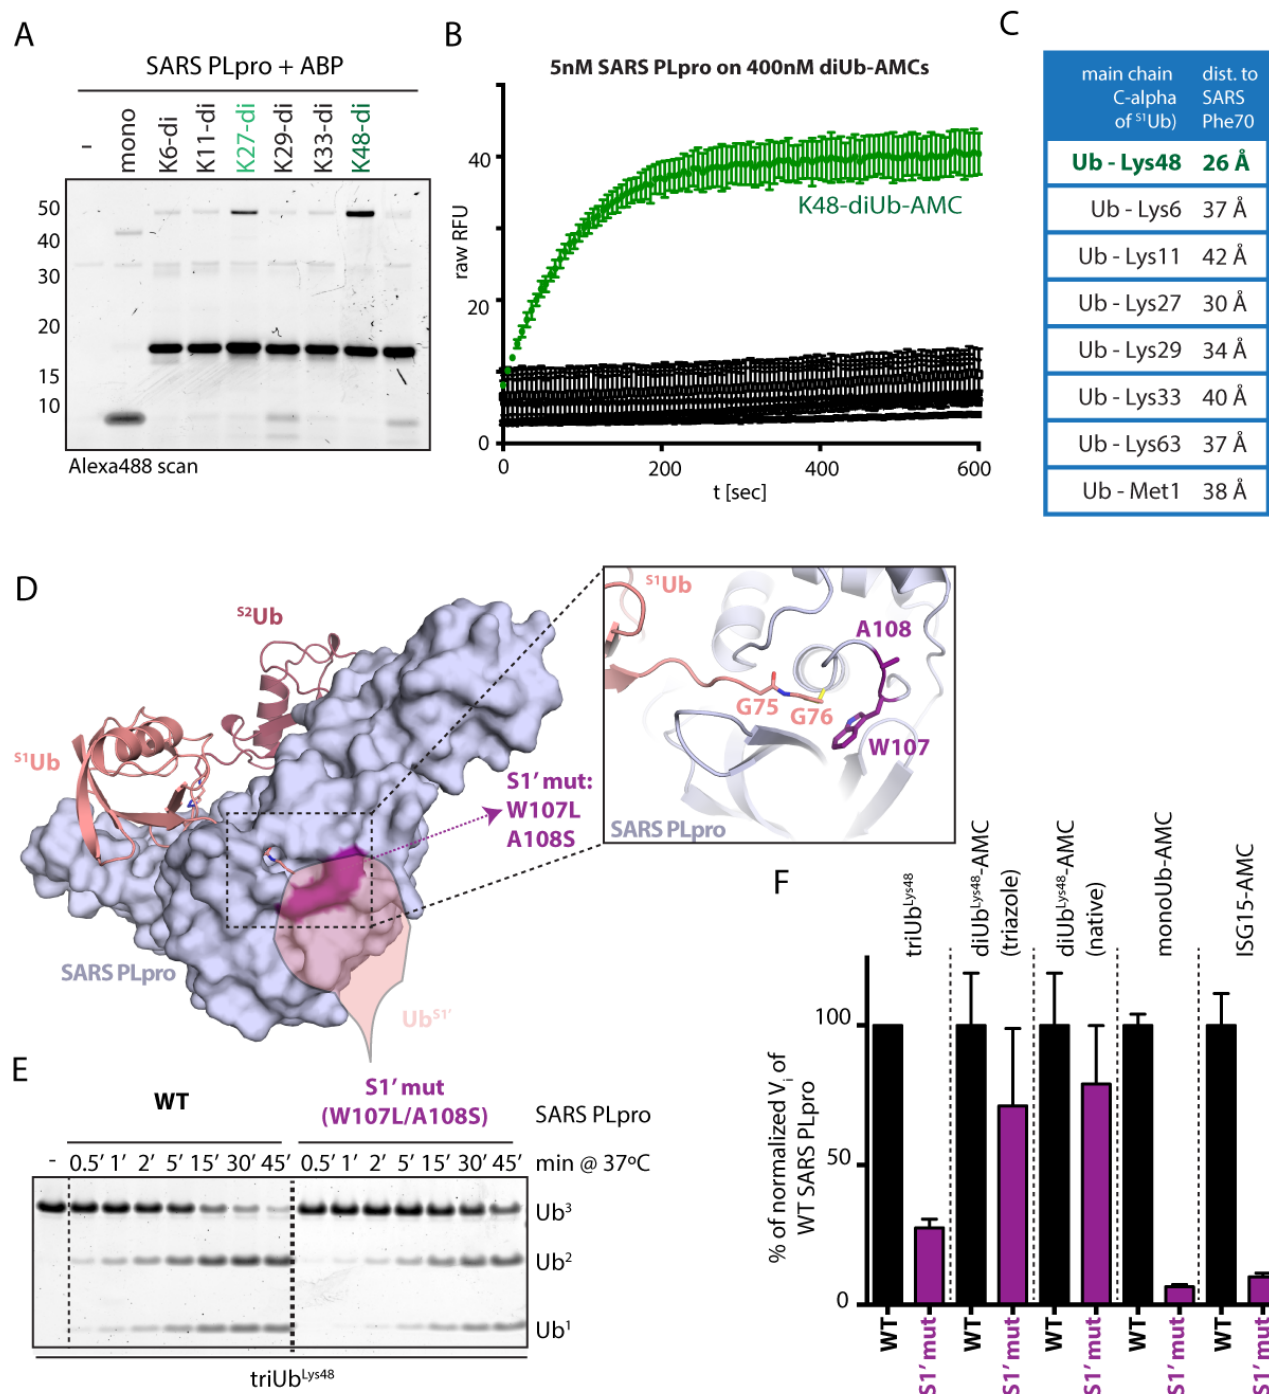 A
SARS PLpro + ABP
-
mono
K6-di
K11-di
K27-di
K29-di
K33-di
K48-di
50
40
30
20
15
10
Alexa488 scan
B
5nM SARS PLpro on 400nM diUb-AMCs
raw RFU
40
20
0
K48-diUb-AMC
0
200
400
600
t [sec]
C
main chain C-alpha of S1Ub) dist. to SARS Phe70
Ub - Lys48 26 Å
Ub - Lys6 37 Å
Ub - Lys11 42 Å
Ub - Lys27 30 Å
Ub - Lys29 34 Å
Ub - Lys33 40 Å
Ub - Lys63 37 Å
Ub - Met1 38 Å
D
S2Ub
S1Ub
S1' mut:
W107L
A108S
SARS PLpro
UbS1'
S1Ub
A108
G75
G76
W107
SARS PLpro
E
WT
S1' mut
(W107L/A108S)
SARS PLpro
- 0.5' 1' 2' 5' 15' 30' 45' 0.5' 1' 2' 5' 15' 30' 45' min @ 37ºC
Ub3
Ub2
Ub1
triUbLys48
F
triUbLys48
diUbLys48-AMC
(triazole)
diUbLys48-AMC
(native)
monoUb-AMC
ISG15-AMC
% of normalized Vi of
WT SARS PLpro
100
50
0
WT
S1' mut
WT
S1' mut
WT
S1' mut
WT
S1' mut
WT
S1' mut